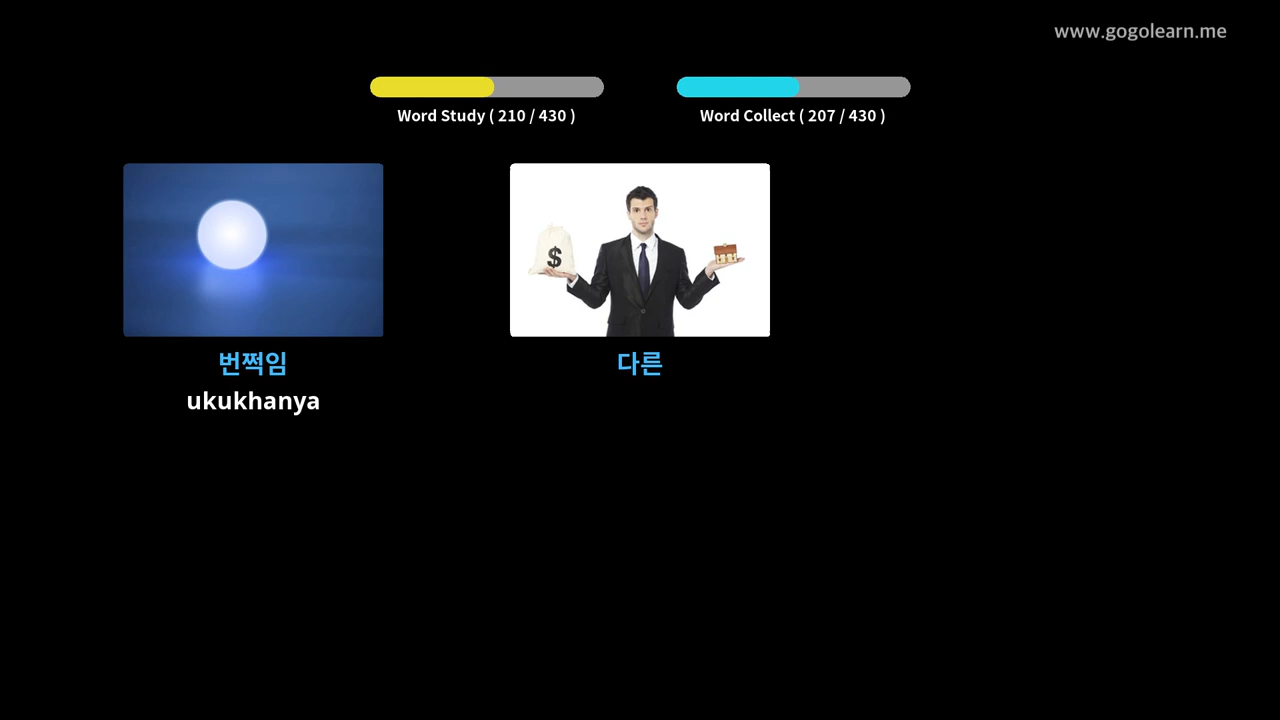 www.gogolearn.me
Word Study ( 210 / 430 )
Word Collect ( 207 / 430 )
$
번쩍임
다른
ukukhanya